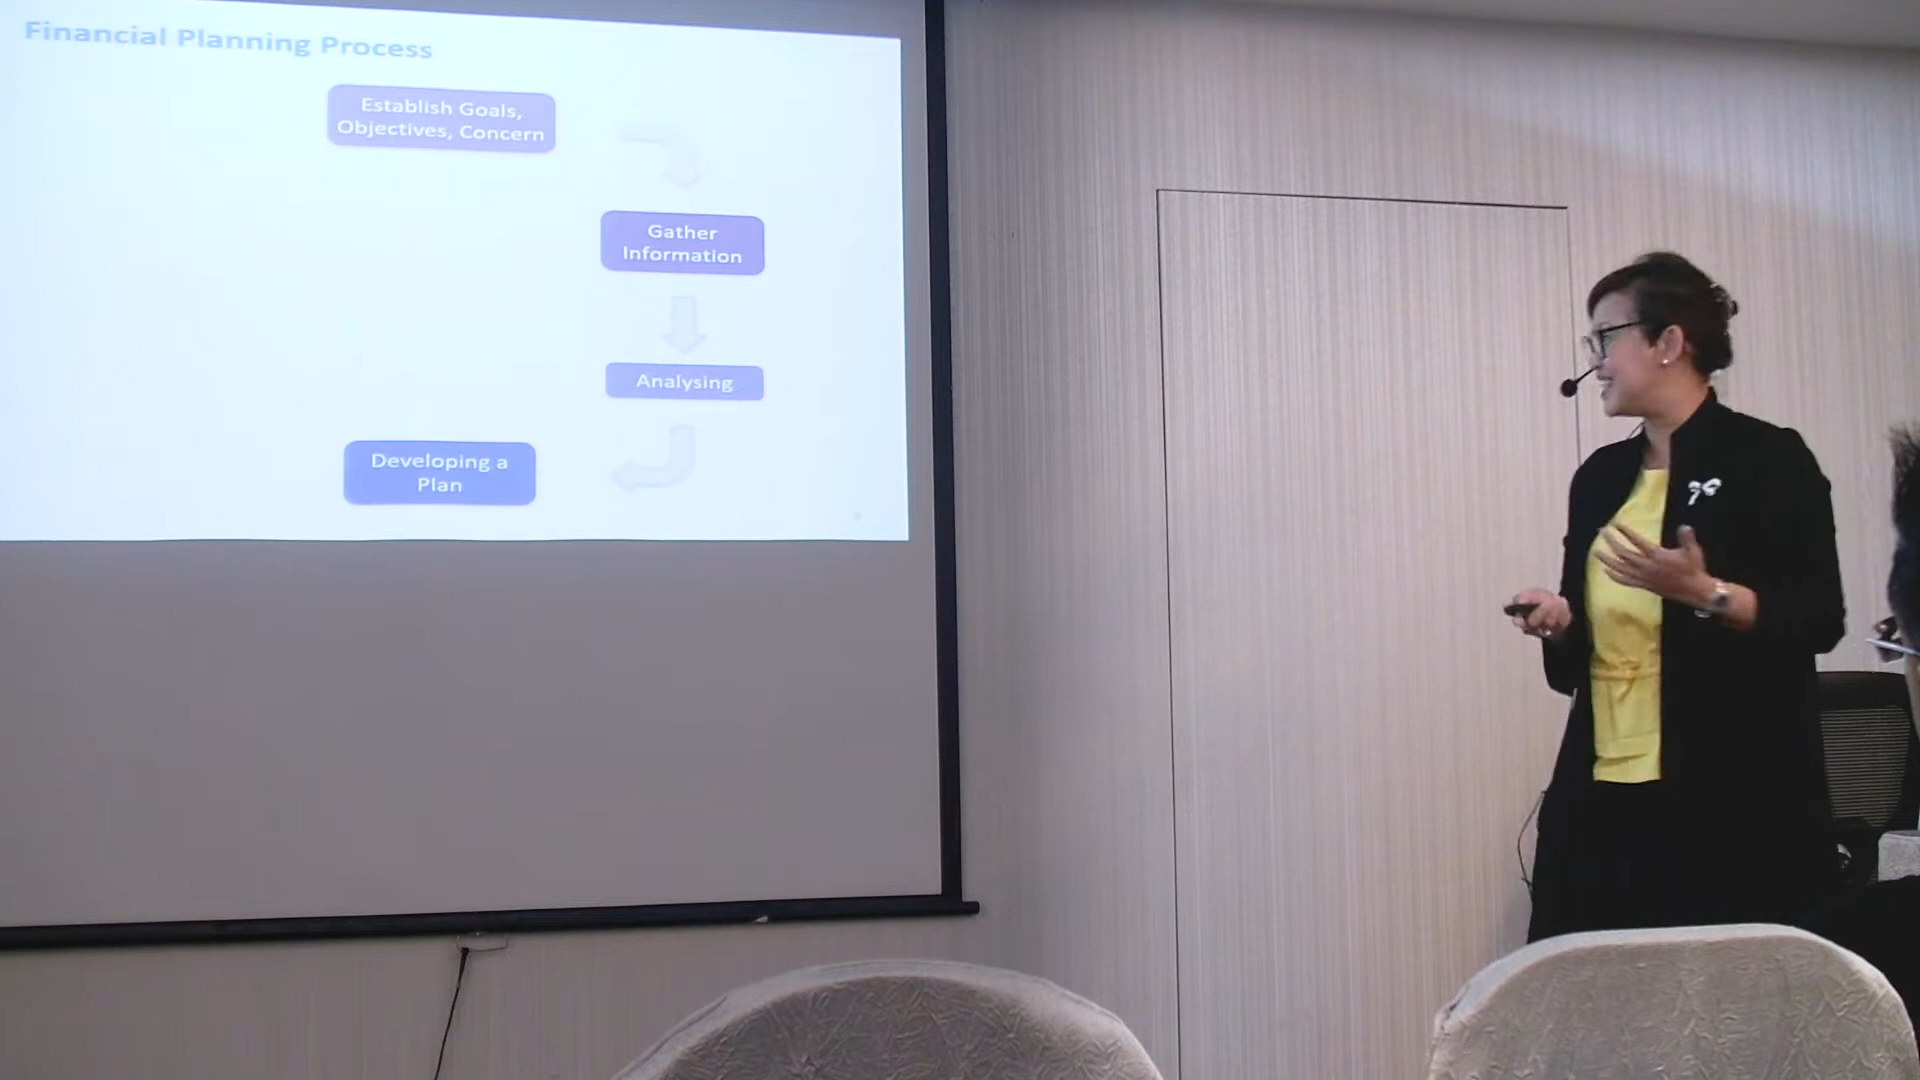 Financial Planning Process
Establish Goals,
Objectives, Concern
Gather
Information
Analysing
Developing a
Plan